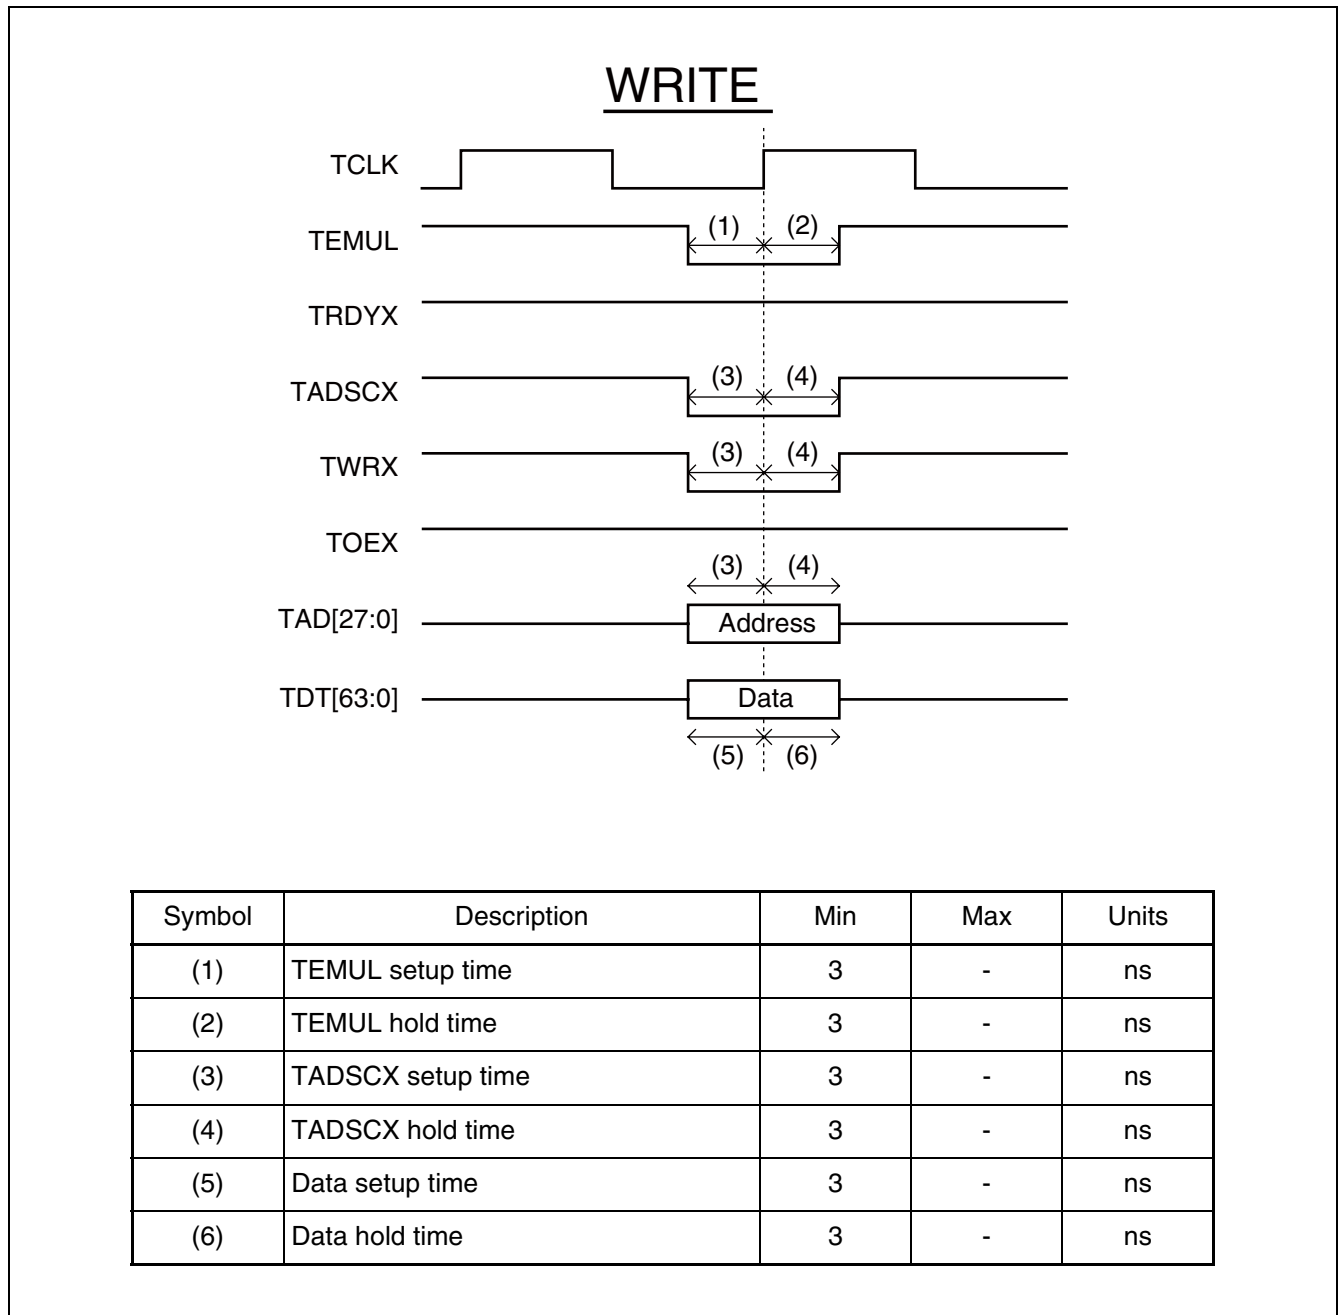 WRITE
TCLK
TEMUL (1) (2)
TRDYX
TADSCX (3) (4)
TWRX (3) (4)
TOEX
(3) (4)
TAD[27:0] Address
TDT[63:0] Data
(5) (6)
Symbol Description Min Max Units
(1) TEMUL setup time 3 - ns
(2) TEMUL hold time 3 - ns
(3) TADSCX setup time 3 - ns
(4) TADSCX hold time 3 - ns
(5) Data setup time 3 - ns
(6) Data hold time 3 - ns